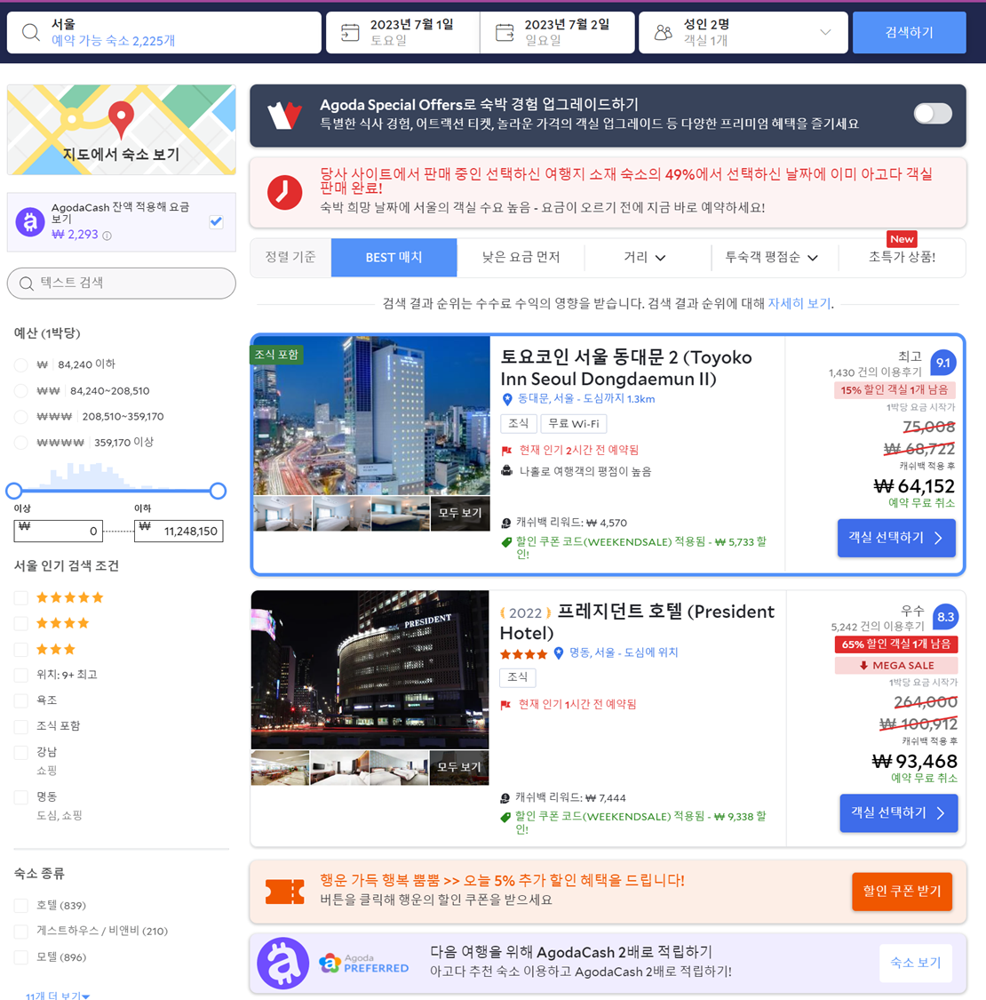 서울
예약 가능 숙소 2,225개
2023년 7월 1일
토요일
2023년 7월 2일
일요일
성인 2명
객실 1개
검색하기
지도에서 숙소 보기
AgodaCash 잔액 적용해 요금
보기
₩ 2,293
텍스트 검색
예산 (1박당)
₩ 84,240 이하
₩₩ 84,240~208,510
₩₩₩ 208,510~359,170
₩₩₩₩ 359,170 이상
이상
이하
₩ 0
₩ 11,248,150
서울 인기 검색 조건
위치: 9+ 최고
욕조
조식 포함
강남
쇼핑
명동
도심, 쇼핑
숙소 종류
호텔 (839)
게스트하우스 / 비앤비 (210)
모텔 (896)
11개 더 보기
Agoda Special Offers로 숙박 경험 업그레이드하기
특별한 식사 경험, 어트랙션 티켓, 놀라운 가격의 객실 업그레이드 등 다양한 프리미엄 혜택을 즐기세요
당사 사이트에서 판매 중인 선택하신 여행지 소재 숙소의 49%에서 선택하신 날짜에 이미 아고다 객실
판매 완료!
숙박 희망 날짜에 서울의 객실 수요 높음 - 요금이 오르기 전에 지금 바로 예약하세요!
정렬 기준
BEST 매치
낮은 요금 먼저
거리
투숙객 평점순
New
초특가 상품!
검색 결과 순위는 수수료 수익의 영향을 받습니다. 검색 결과 순위에 대해 자세히 보기.
조식 포함
모두 보기
토요코인 서울 동대문 2 (Toyoko
Inn Seoul Dongdaemun II)
동대문, 서울 - 도심까지 1.3km
조식
무료 Wi-Fi
현재 인기 2시간 전 예약됨
나홀로 여행객의 평점이 높음
캐쉬백 리워드: ₩ 4,570
할인 쿠폰 코드(WEEKENDSALE) 적용됨 - ₩ 5,733 할
인!
최고
1,430 건의 이용후기
9.1
15% 할인 객실 1개 남음
1박당 요금 시작가
75,008
₩ 68,722
캐쉬백 적용 후
₩ 64,152
예약 무료 취소
객실 선택하기
PRESIDENT
모두 보기
2022 프레지던트 호텔 (President
Hotel)
명동, 서울 - 도심에 위치
조식
현재 인기 1시간 전 예약됨
캐쉬백 리워드: ₩ 7,444
할인 쿠폰 코드(WEEKENDSALE) 적용됨 - ₩ 9,338 할
인!
우수
5,242 건의 이용후기
8.3
65% 할인 객실 1개 남음
MEGA SALE
1박당 요금 시작가
264,000
₩ 100,912
캐쉬백 적용 후
₩ 93,468
예약 무료 취소
객실 선택하기
행운 가득 행복 뿜뿜 >> 오늘 5% 추가 할인 혜택을 드립니다!
버튼을 클릭해 행운의 할인 쿠폰을 받으세요
할인 쿠폰 받기
Agoda
PREFERRED
다음 여행을 위해 AgodaCash 2배로 적립하기
아고다 추천 숙소 이용하고 AgodaCash 2배로 적립하기!
숙소 보기